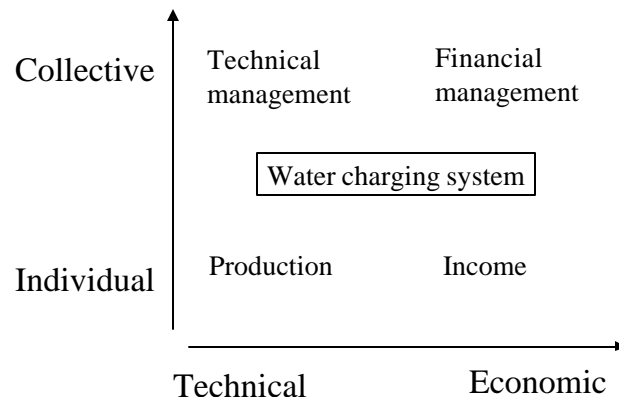 Collective
Technical
management
Financial
management
Water charging system
Individual
Production
Income
Technical
Economic